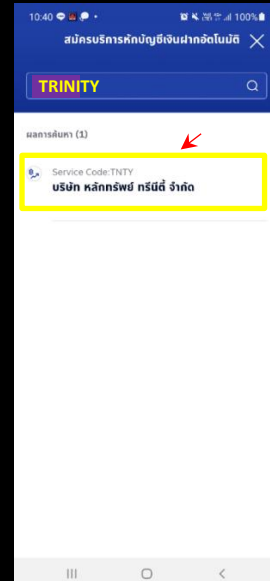 10:40
100%
สมัครบริการหักบัญชีเงินฝากอัตโนมัติ
TRINITY
ผลการค้นหา (1)
Service Code:TNTY
บริษัท หลักทรัพย์ ทรีนีตี้ จำกัด